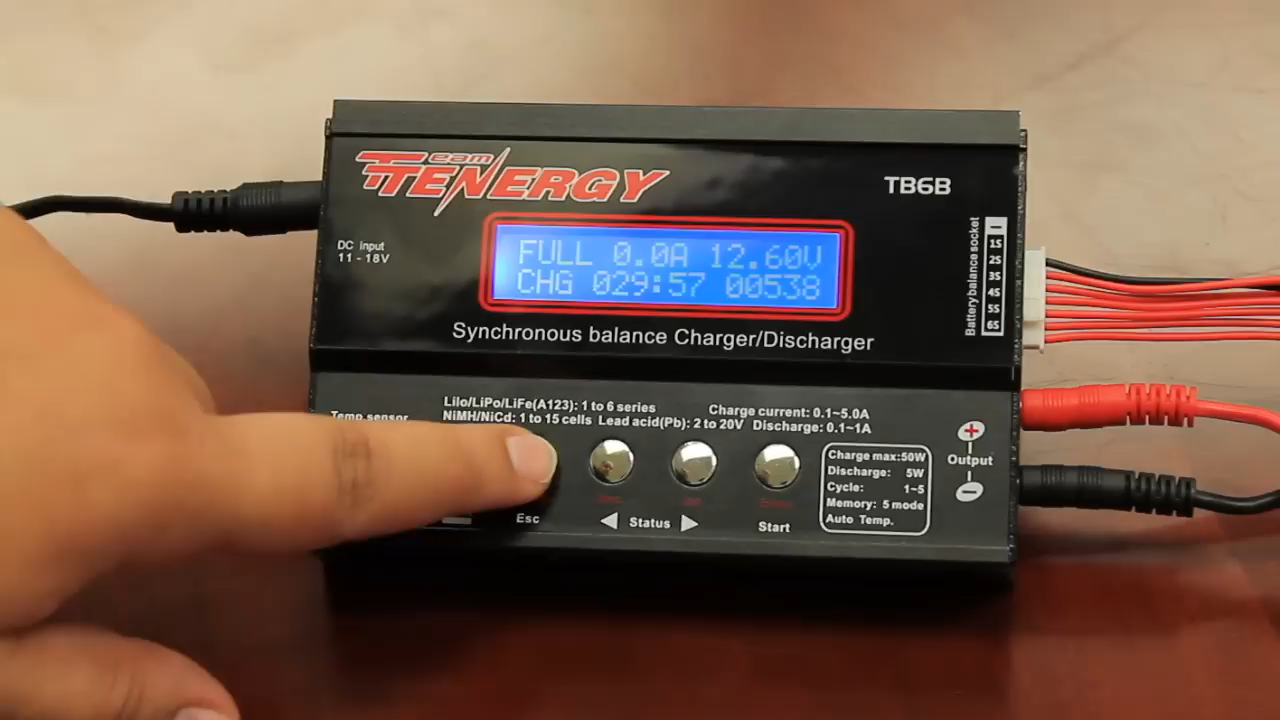 Team TENERGY
TB6B
DC input
11-18V
FULL 0.0A 12.60V
CHG 029:57 00538
Synchronous balance Charger/Discharger
Battery balance socket
1S
2S
3S
4S
5S
6S
Temp sensor
LiIo/LiPo/LiFe(A123): 1 to 6 series
Charge current: 0.1~5.0A
NiMH/NiCd: 1 to 15 cells
Lead acid(Pb): 2 to 20V
Discharge: 0.1~1A
Esc
Status
Start
Charge max:50W
Discharge: 5W
Cycle: 1~5
Memory: 5 mode
Auto Temp.
+
Output
−